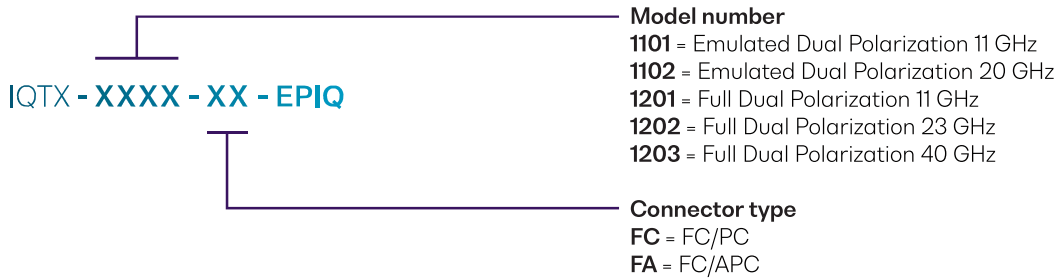 Model number
1101 = Emulated Dual Polarization 11 GHz
1102 = Emulated Dual Polarization 20 GHz
1201 = Full Dual Polarization 11 GHz
1202 = Full Dual Polarization 23 GHz
1203 = Full Dual Polarization 40 GHz
IQTX - XXXX - XX - EPIQ
Connector type
FC = FC/PC
FA = FC/APC